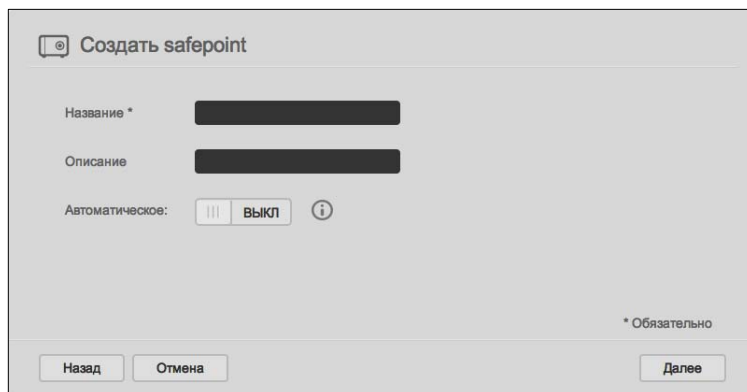 Создать safepoint
Название *
Описание
Автоматическое: ВЫКЛ
* Обязательно
Назад Отмена Далее